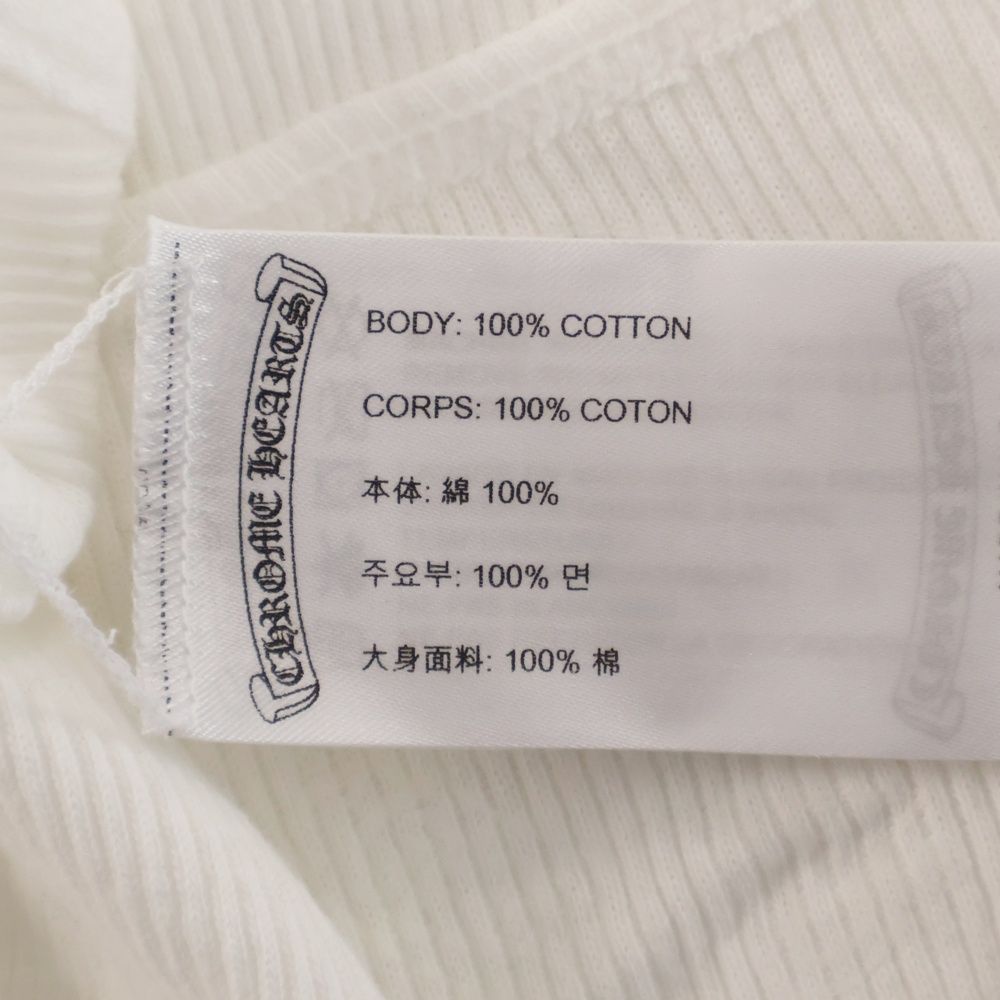 CHROME HEARTS
BODY: 100% COTTON
CORPS: 100% COTON
本体: 綿 100%
주요부: 100% 면
大身面料: 100% 棉